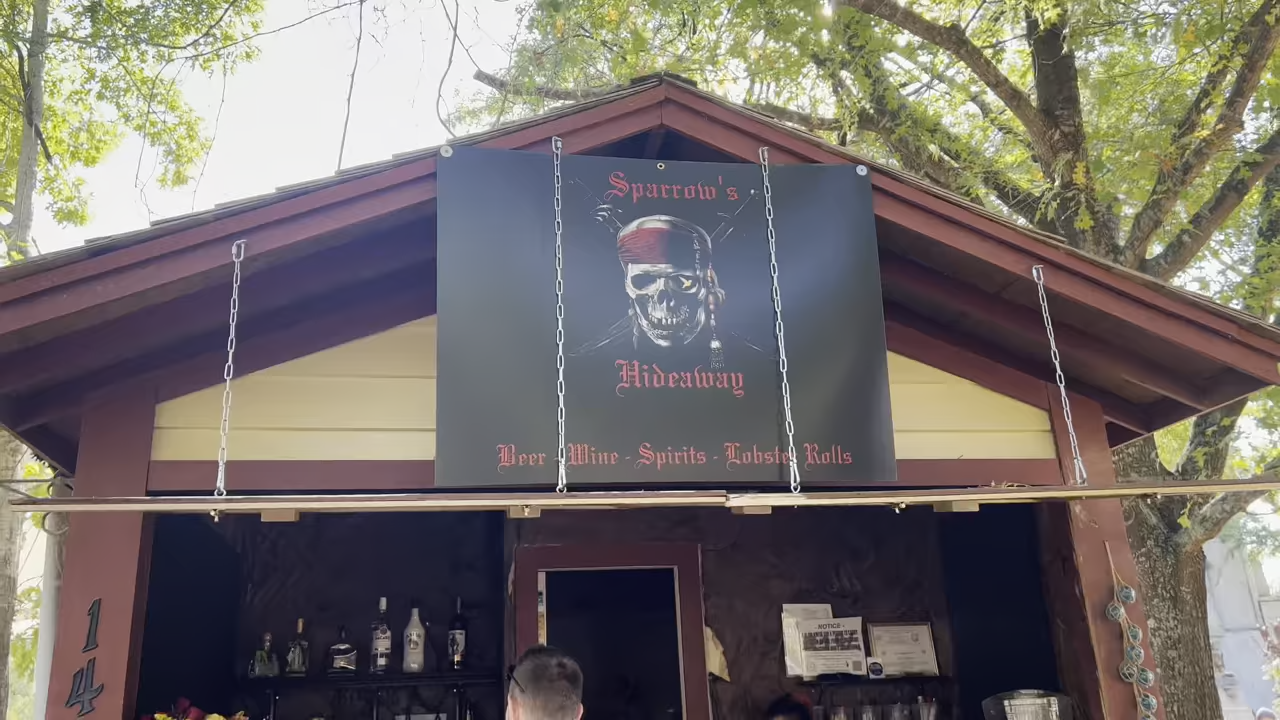 Sparrow's
Hideaway
Beer - Wine - Spirits - Lobster Rolls
- NOTICE -
14